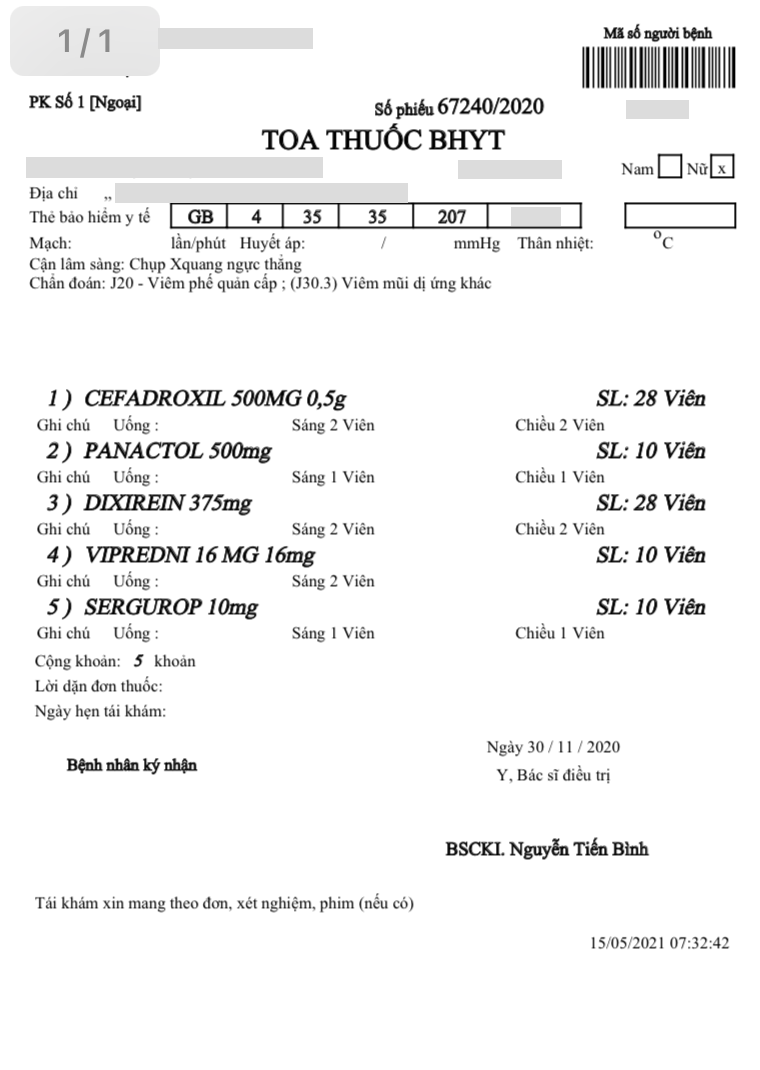 1/1
Mã số người bệnh
PK Số 1 [Ngoại]
Số phiếu 67240/2020
TOA THUỐC BHYT
Nam Nữ x
Địa chỉ ,,
Thẻ bảo hiểm y tế GB 4 35 35 207
Mạch: lần/phút Huyết áp: / mmHg Thân nhiệt: °C
Cận lâm sàng: Chụp Xquang ngực thẳng
Chẩn đoán: J20 - Viêm phế quản cấp ; (J30.3) Viêm mũi dị ứng khác
1 ) CEFADROXIL 500MG 0,5g SL: 28 Viên
Ghi chú Uống : Sáng 2 Viên Chiều 2 Viên
2 ) PANACTOL 500mg SL: 10 Viên
Ghi chú Uống : Sáng 1 Viên Chiều 1 Viên
3 ) DIXIREIN 375mg SL: 28 Viên
Ghi chú Uống : Sáng 2 Viên Chiều 2 Viên
4 ) VIPREDNI 16 MG 16mg SL: 10 Viên
Ghi chú Uống : Sáng 2 Viên
5 ) SERGUROP 10mg SL: 10 Viên
Ghi chú Uống : Sáng 1 Viên Chiều 1 Viên
Cộng khoản: 5 khoản
Lời dặn đơn thuốc:
Ngày hẹn tái khám:
Ngày 30 / 11 / 2020
Bệnh nhân ký nhận
Y, Bác sĩ điều trị
BSCKI. Nguyễn Tiến Bình
Tái khám xin mang theo đơn, xét nghiệm, phim (nếu có)
15/05/2021 07:32:42